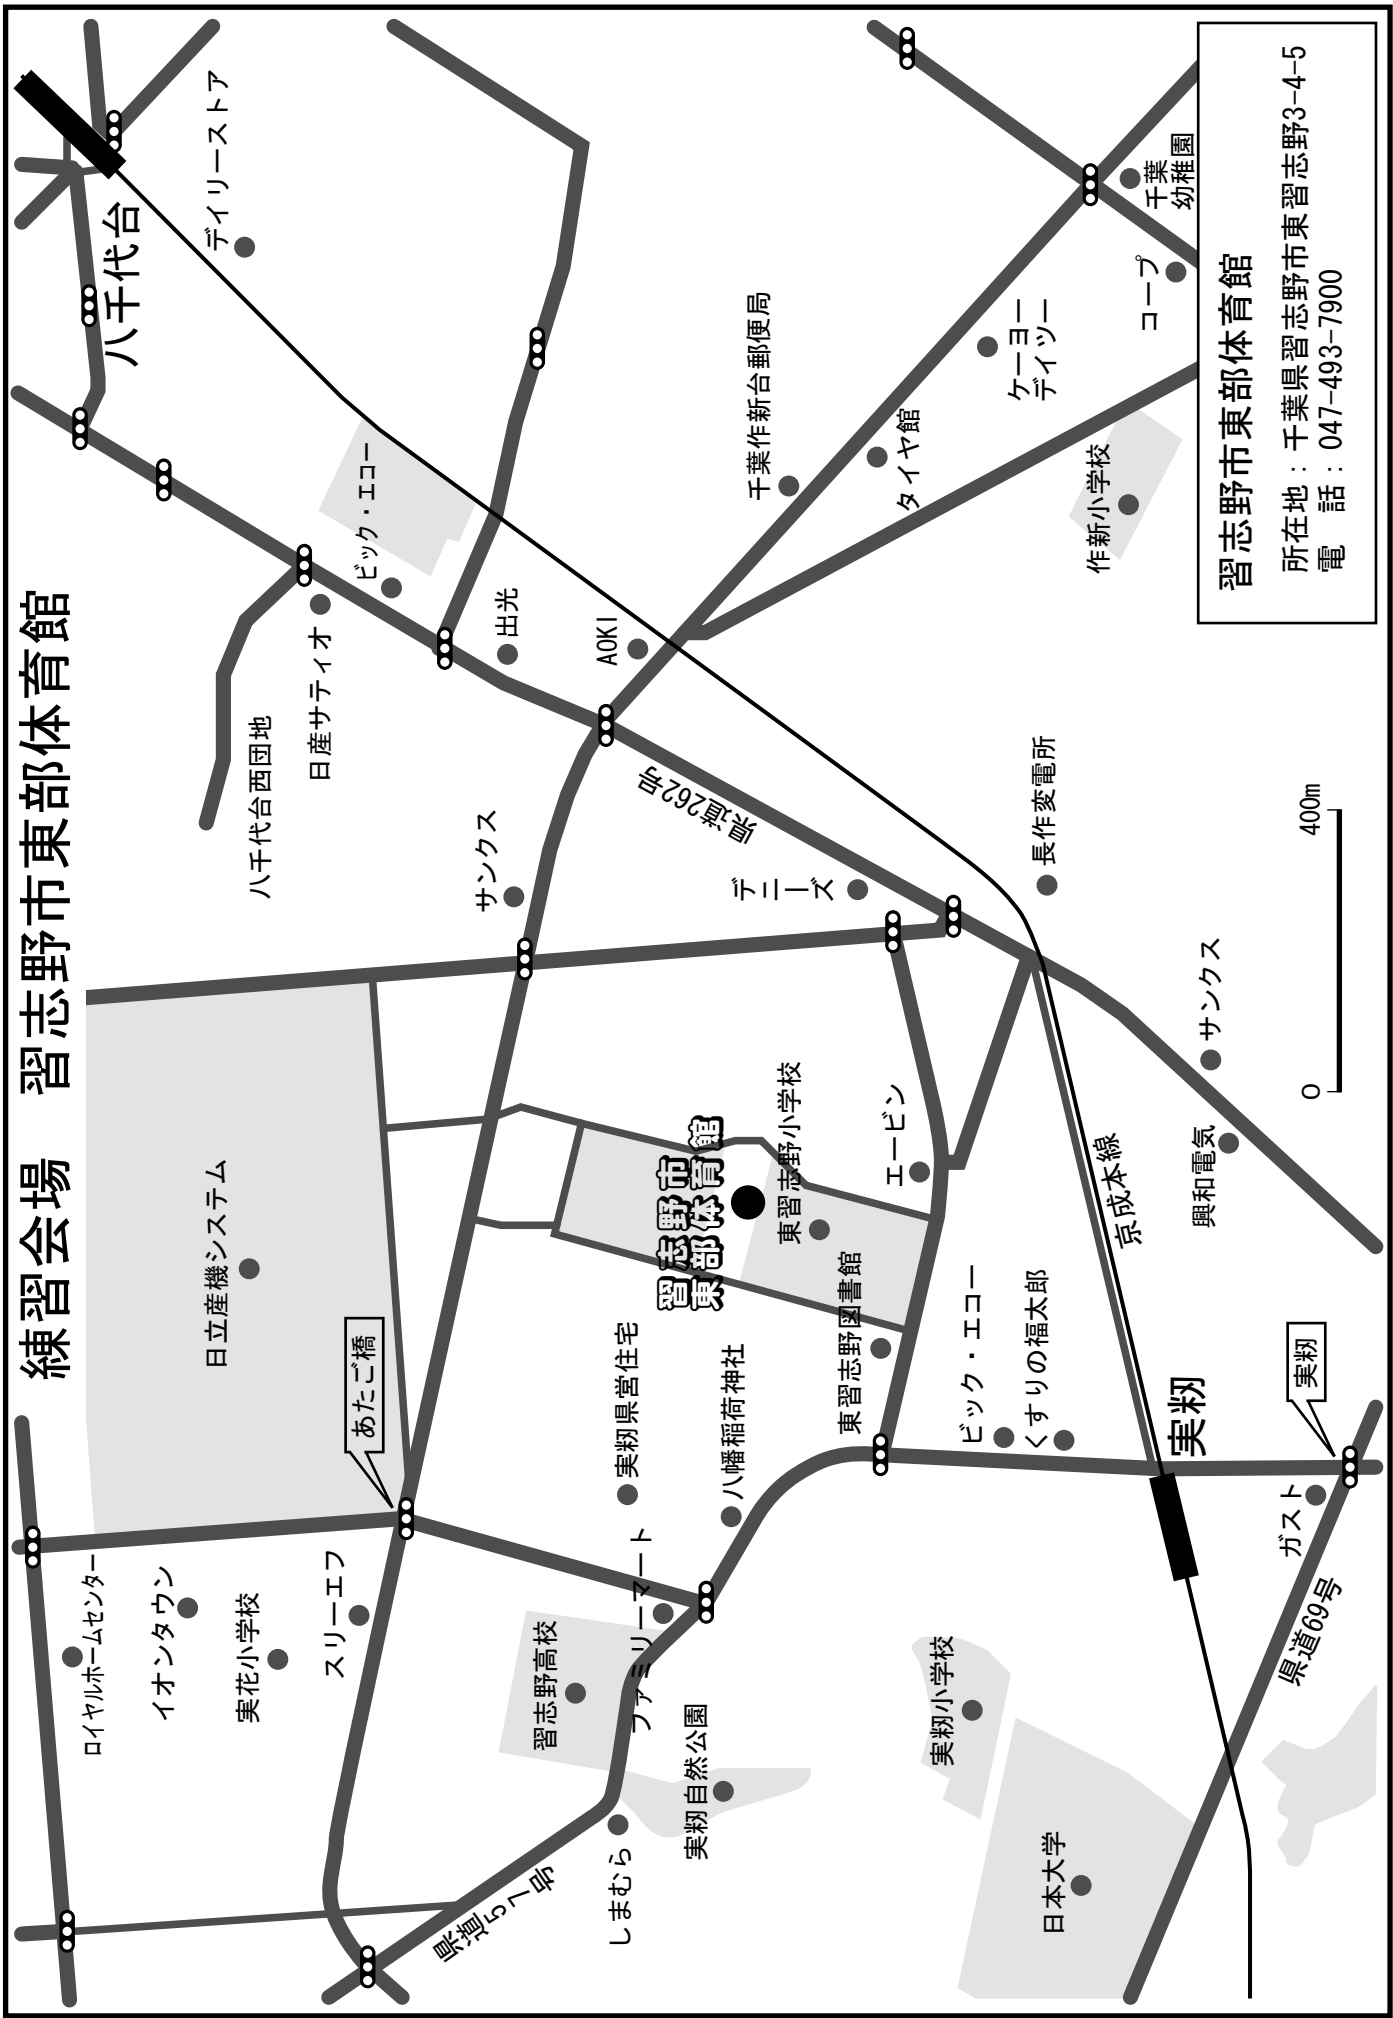 練習会場　習志野市東部体育館
ロイヤルホームセンター
イオンタウン
実花小学校
スリーエフ
あたご橋
日立産機システム
八千代台西団地
日産サティオ
ビック・エコー
デイリーストア
八千代台
出光
AOKI
サンクス
県道262号
デニーズ
千葉作新台郵便局
タイヤ館
ケーヨー
デイツー
コープ
千葉
幼稚園
作新小学校
長作変電所
サンクス
興和電気
京成本線
習志野市
東部体育館
東習志野小学校
エービン
東習志野図書館
ビック・エコー
くすりの福太郎
実籾県営住宅
八幡稲荷神社
ファミリーマート
習志野高校
実籾自然公園
しまむら
県道57号
実籾小学校
日本大学
実籾
実籾
ガスト
県道69号
0
400m
習志野市東部体育館
所在地：千葉県習志野市東習志野3-4-5
電　話：047-493-7900